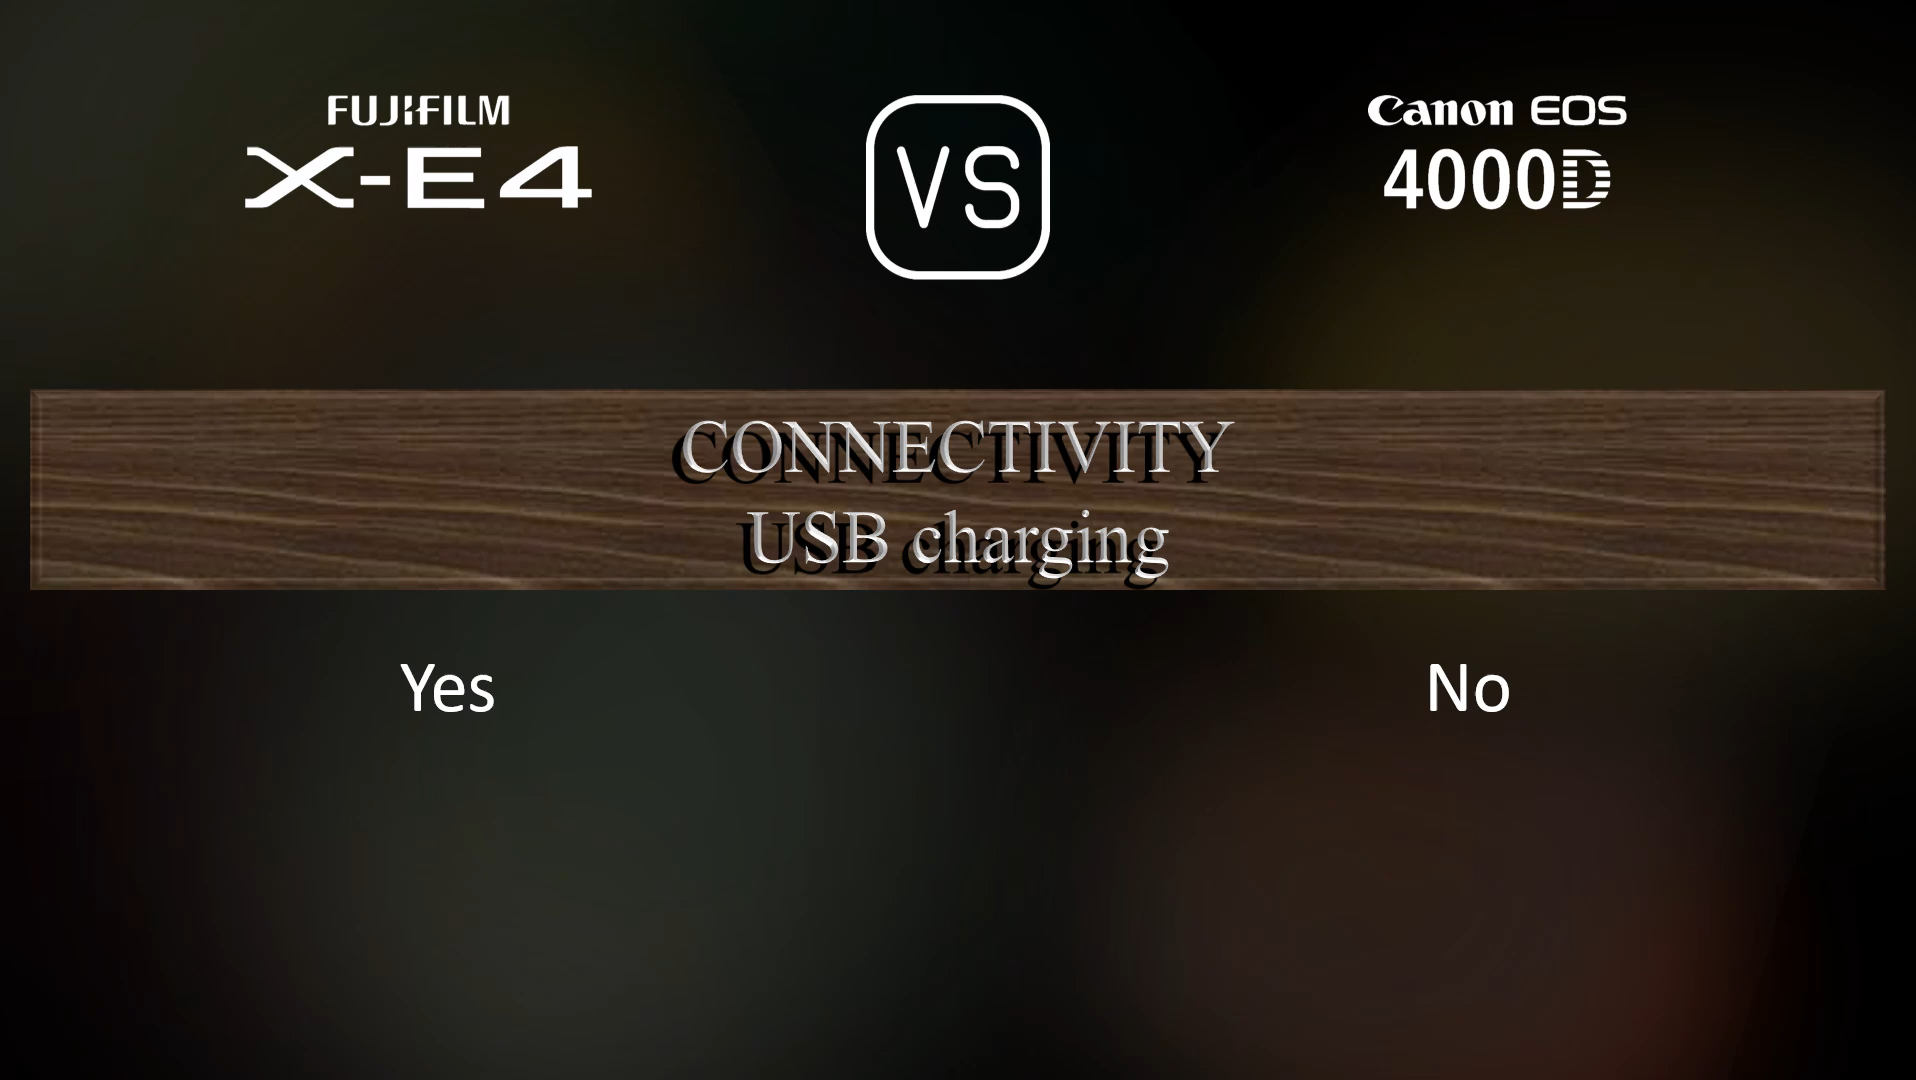 FUJIFILM
X-E4
VS
Canon EOS
4000D
CONNECTIVITY
USB charging
Yes
No